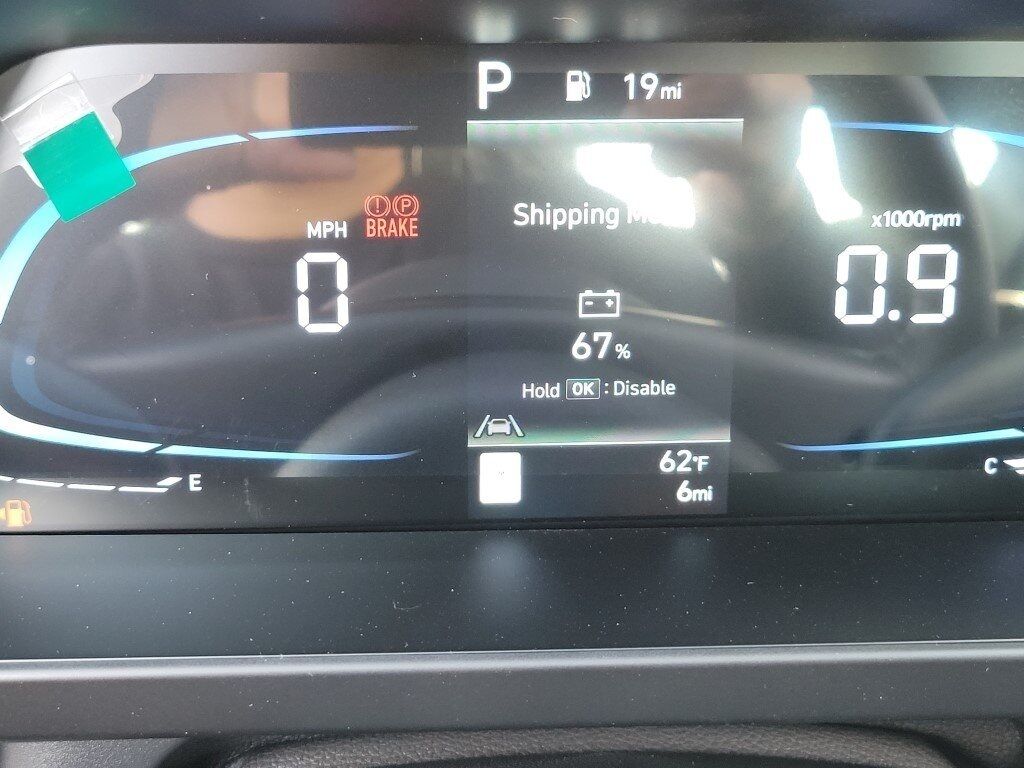 P 19mi
Shipping
MPH
BRAKE
0
x1000rpm
0.9
67%
Hold OK : Disable
E
62°F
6mi
C